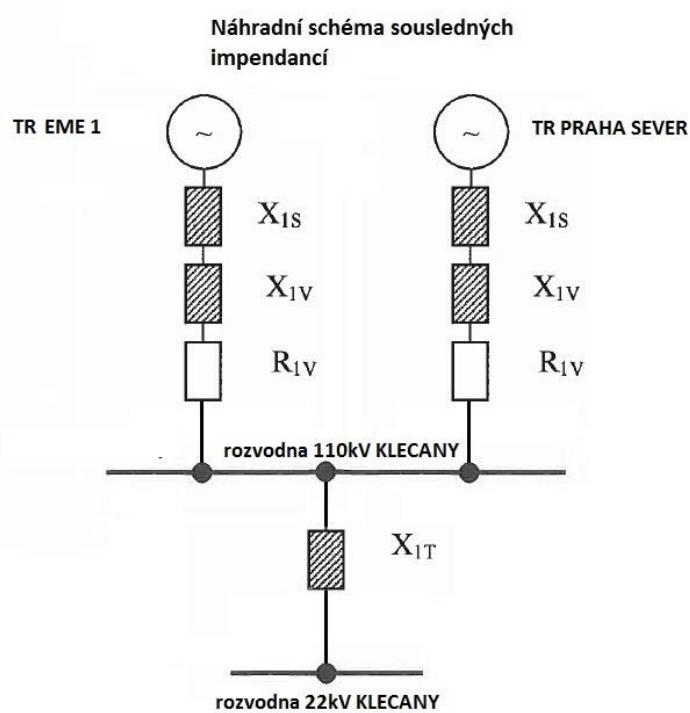 Náhradní schéma sousledných
impendancí
TR EME 1
~
~
TR PRAHA SEVER
X1S
X1S
X1V
X1V
R1V
R1V
rozvodna 110kV KLECANY
X1T
rozvodna 22kV KLECANY